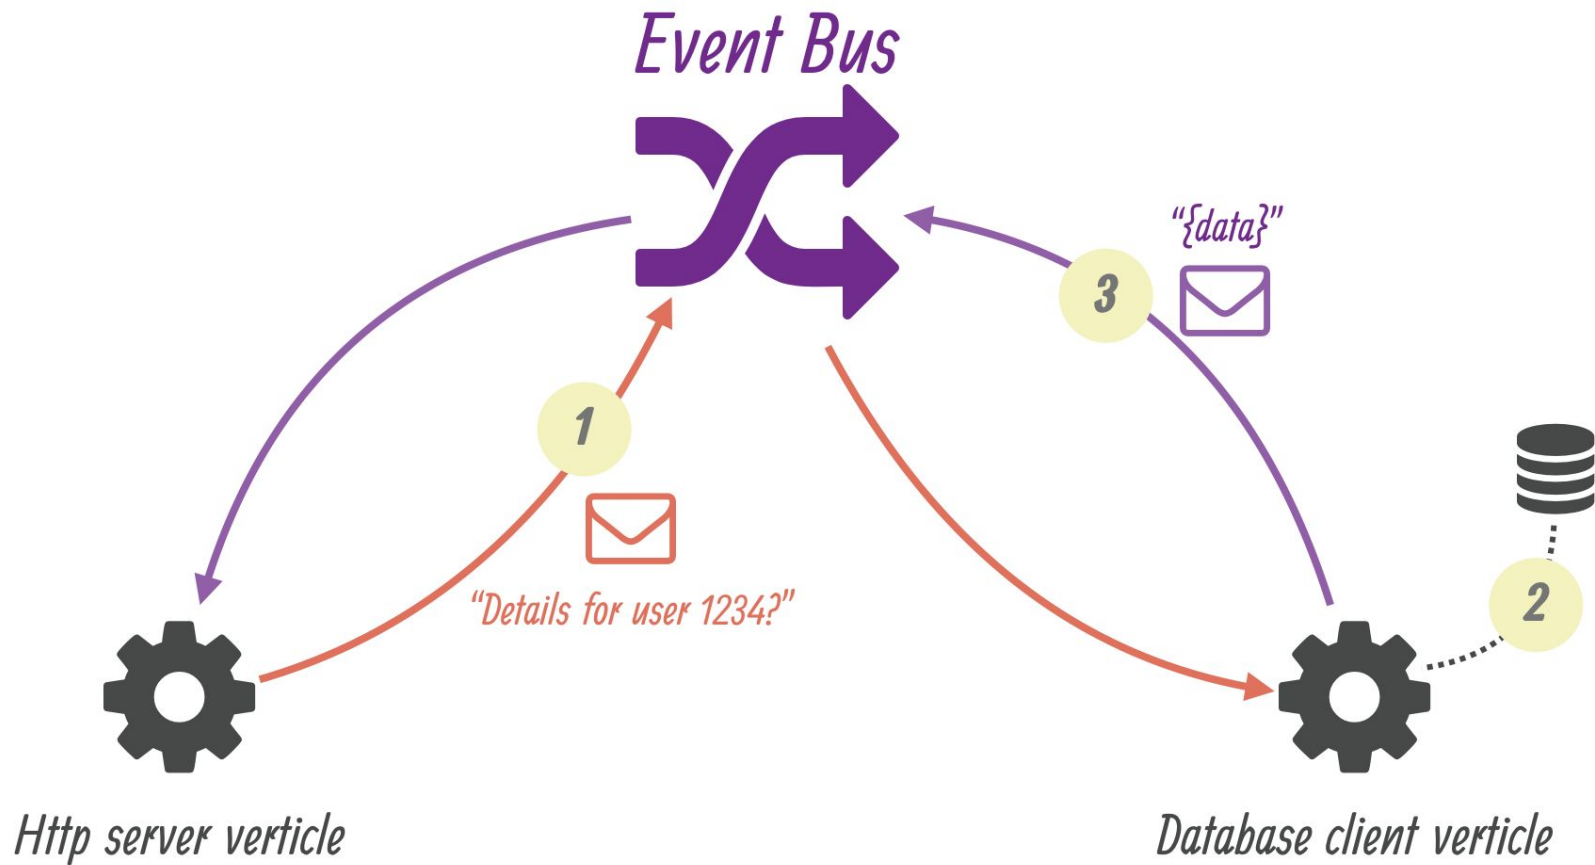 Event Bus
“{data}”
3
1
“Details for user 1234?”
2
Http server verticle
Database client verticle